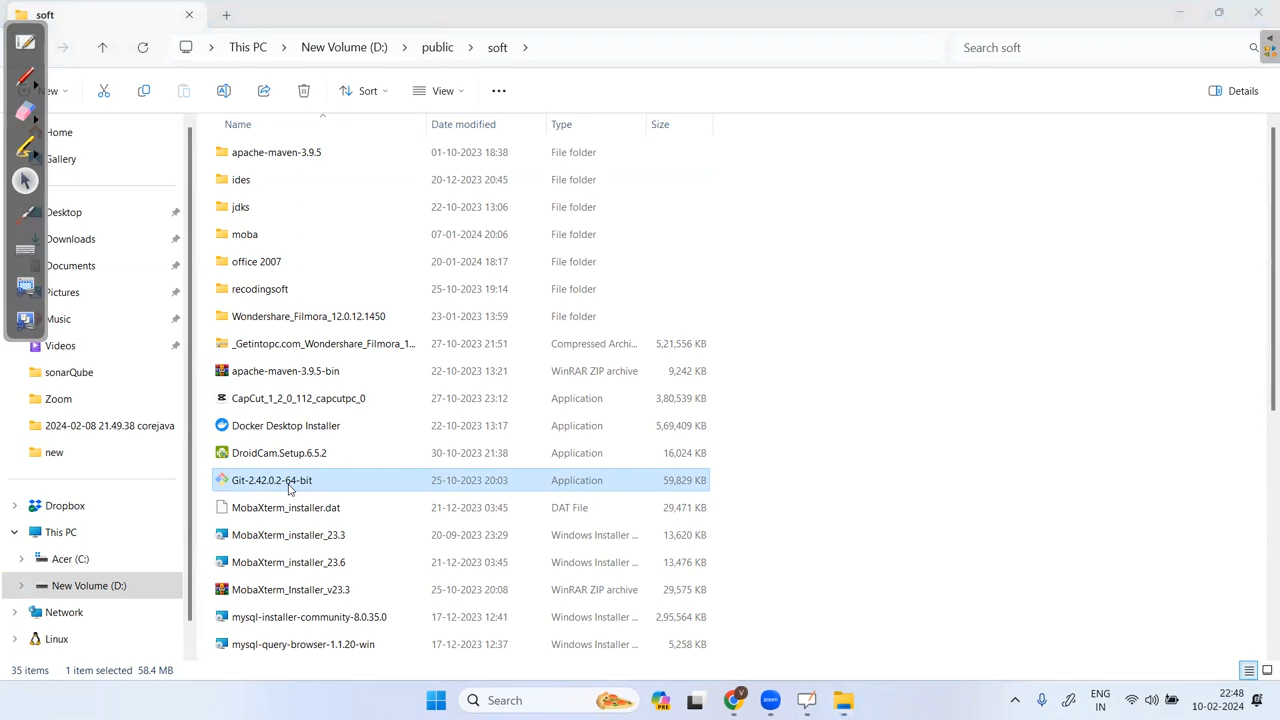 soft
This PC
New Volume (D:)
public
soft
Search soft
New
Sort
View
Details
Name
Date modified
Type
Size
Home
Gallery
Desktop
Downloads
Documents
Pictures
Music
Videos
sonarQube
Zoom
2024-02-08 21.49.38 corejava
new
Dropbox
This PC
Acer (C:)
New Volume (D:)
Network
Linux
apache-maven-3.9.5 01-10-2023 18:38 File folder
ides 20-12-2023 20:45 File folder
jdks 22-10-2023 13:06 File folder
moba 07-01-2024 20:06 File folder
office 2007 20-01-2024 18:17 File folder
recodingsoft 25-10-2023 19:14 File folder
Wondershare_Filmora_12.0.12.1450 23-01-2023 13:59 File folder
_Getintopc.com_Wondershare_Filmora_1... 27-10-2023 21:51 Compressed Archi... 5,21,556 KB
apache-maven-3.9.5-bin 22-10-2023 13:21 WinRAR ZIP archive 9,242 KB
CapCut_1_2_0_112_capcutpc_0 27-10-2023 23:12 Application 3,80,539 KB
Docker Desktop Installer 22-10-2023 13:17 Application 5,69,409 KB
DroidCam.Setup.6.5.2 30-10-2023 21:38 Application 16,024 KB
Git-2.42.0.2-64-bit 25-10-2023 20:03 Application 59,829 KB
MobaXterm_installer.dat 21-12-2023 03:45 DAT File 29,471 KB
MobaXterm_installer_23.3 20-09-2023 23:29 Windows Installer ... 13,620 KB
MobaXterm_installer_23.6 21-12-2023 03:45 Windows Installer ... 13,476 KB
MobaXterm_Installer_v23.3 25-10-2023 20:08 WinRAR ZIP archive 29,575 KB
mysql-installer-community-8.0.35.0 17-12-2023 12:41 Windows Installer ... 2,95,564 KB
mysql-query-browser-1.1.20-win 17-12-2023 12:37 Windows Installer ... 5,258 KB
35 items 1 item selected 58.4 MB
Search
PRE
V
ENG
IN
22:48
10-02-2024